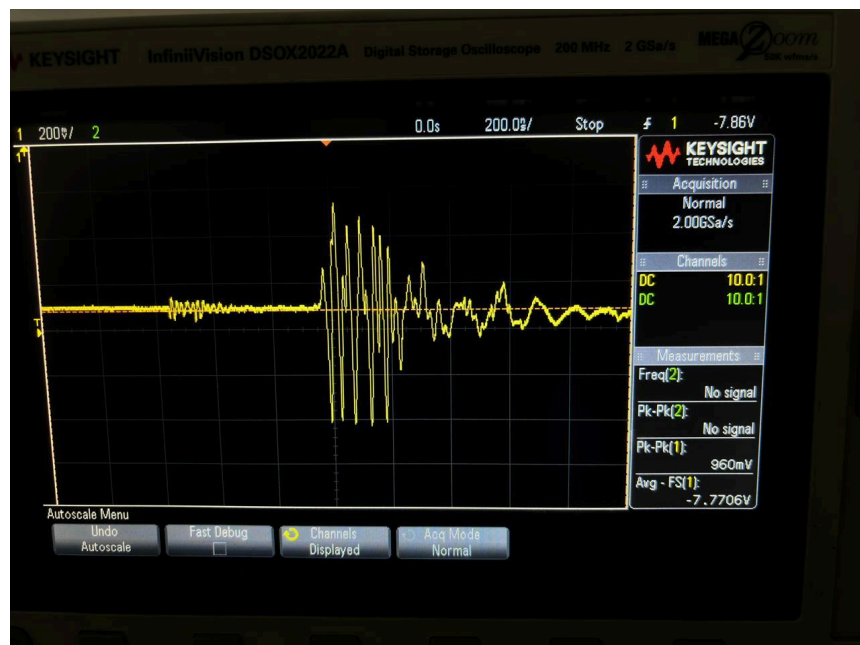 KEYSIGHT InfiniiVision DSOX2022A Digital Storage Oscilloscope 200 MHz 2 GSa/s MEGA Zoom
1 200㎷/ 2 0.0s 200.0㎱/ Stop 1 -7.86V
KEYSIGHT
TECHNOLOGIES
Acquisition
Normal
2.00GSa/s
Channels
DC 10.0:1
DC 10.0:1
Measurements
Freq(2):
No signal
Pk-Pk(2):
No signal
Pk-Pk(1):
960mV
Avg - FS(1):
-7.7706V
T
Autoscale Menu
Undo
Autoscale
Fast Debug
Channels
Displayed
Acq Mode
Normal